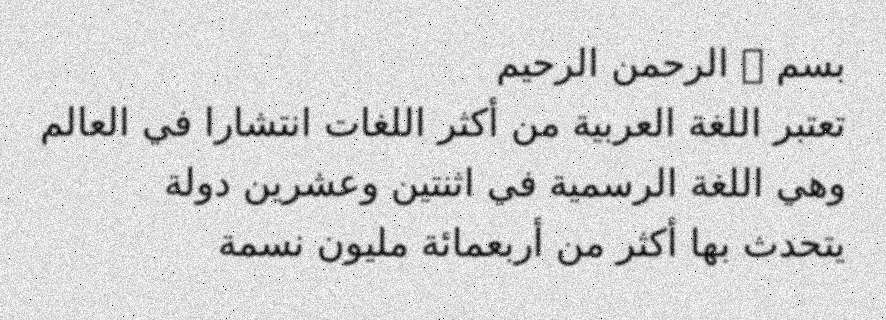 بسم الرحمن الرحيم
تعتبر اللغة العربية من أكثر اللغات انتشارا في العالم
وهي اللغة الرسمية في اثنتين وعشرين دولة
يتحدث بها أكثر من أربعمائة مليون نسمة